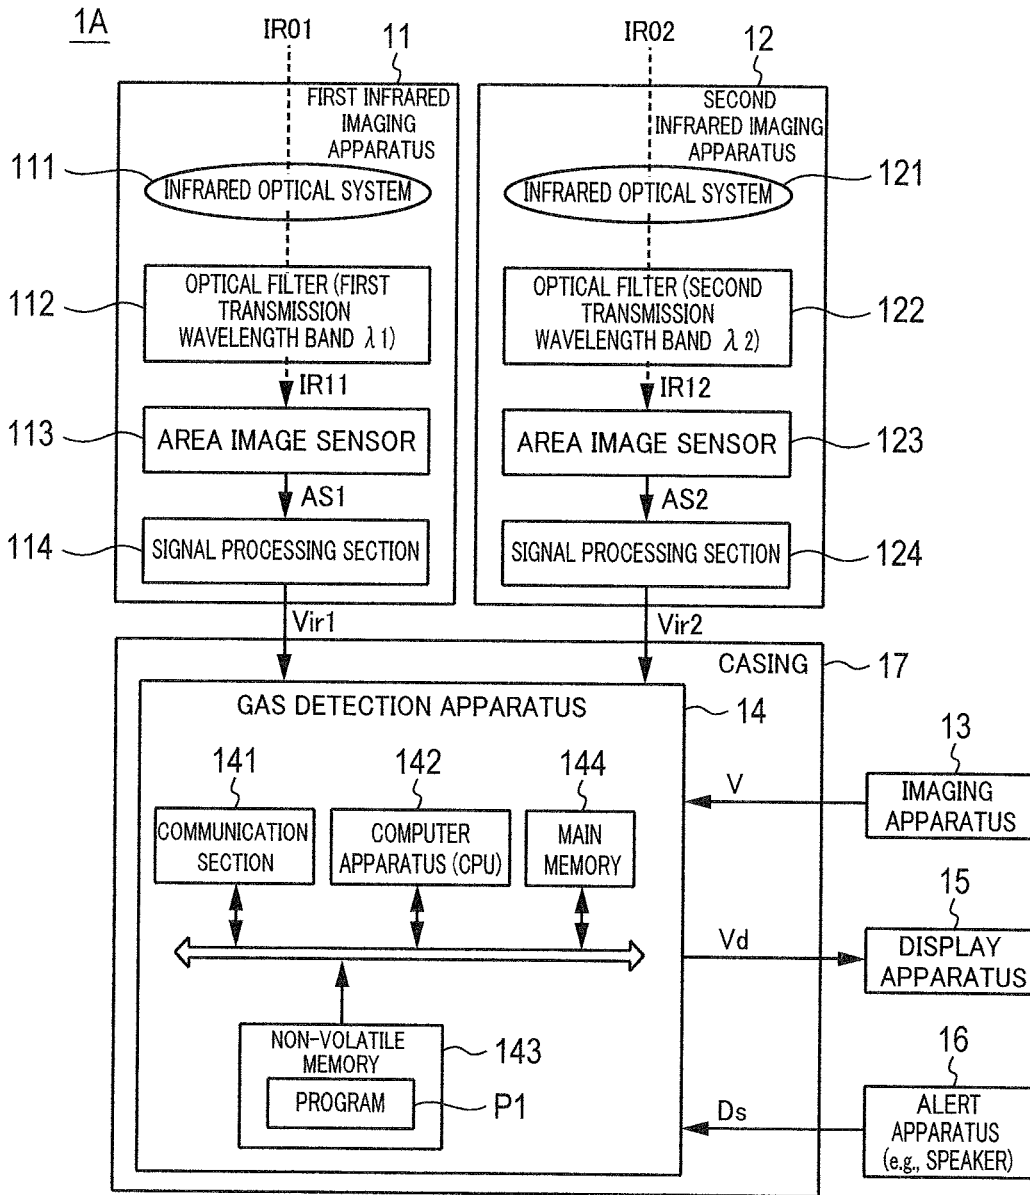 1A
IR01
IR02
11
12
FIRST INFRARED
IMAGING
APPARATUS
SECOND
INFRARED IMAGING
APPARATUS
111
INFRARED OPTICAL SYSTEM
INFRARED OPTICAL SYSTEM
121
112
OPTICAL FILTER (FIRST
TRANSMISSION
WAVELENGTH BAND λ1)
OPTICAL FILTER (SECOND
TRANSMISSION
WAVELENGTH BAND λ2)
122
IR11
IR12
113
AREA IMAGE SENSOR
AREA IMAGE SENSOR
123
AS1
AS2
114
SIGNAL PROCESSING SECTION
SIGNAL PROCESSING SECTION
124
Vir1
Vir2
CASING
17
GAS DETECTION APPARATUS
14
141
142
144
COMMUNICATION
SECTION
COMPUTER
APPARATUS (CPU)
MAIN
MEMORY
V
13
IMAGING
APPARATUS
Vd
15
DISPLAY
APPARATUS
NON-VOLATILE
MEMORY
143
PROGRAM
P1
Ds
16
ALERT
APPARATUS
(e.g., SPEAKER)